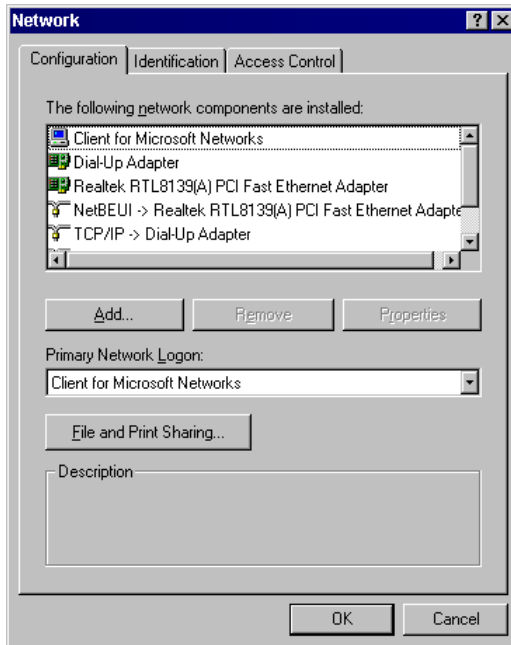 Network
Configuration Identification Access Control
The following network components are installed:
Client for Microsoft Networks
Dial-Up Adapter
Realtek RTL8139(A) PCI Fast Ethernet Adapter
NetBEUI -> Realtek RTL8139(A) PCI Fast Ethernet Adapte
TCP/IP -> Dial-Up Adapter
Add... Remove Properties
Primary Network Logon:
Client for Microsoft Networks
File and Print Sharing...
Description
OK Cancel